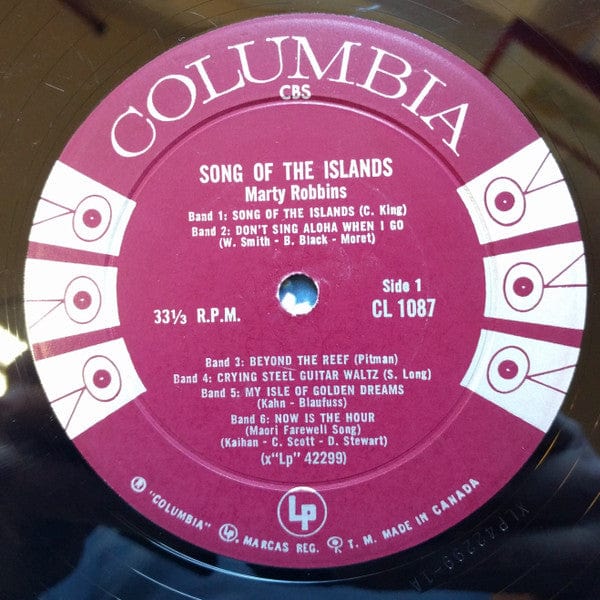 COLUMBIA
CBS
SONG OF THE ISLANDS
Marty Robbins
Band 1: SONG OF THE ISLANDS (C. King)
Band 2: DON'T SING ALOHA WHEN I GO
(W. Smith - B. Black - Moret)
33⅓ R.P.M.
Side 1
CL 1087
Band 3: BEYOND THE REEF (Pitman)
Band 4: CRYING STEEL GUITAR WALTZ (S. Long)
Band 5: MY ISLE OF GOLDEN DREAMS
(Kahn - Blaufuss)
Band 6: NOW IS THE HOUR
(Maori Farewell Song)
(Kaihan - C. Scott - D. Stewart)
(x"Lp" 42299)
Lp
"COLUMBIA" Lp. MARCAS REG. T. M. MADE IN CANADA
XLP42299-1A